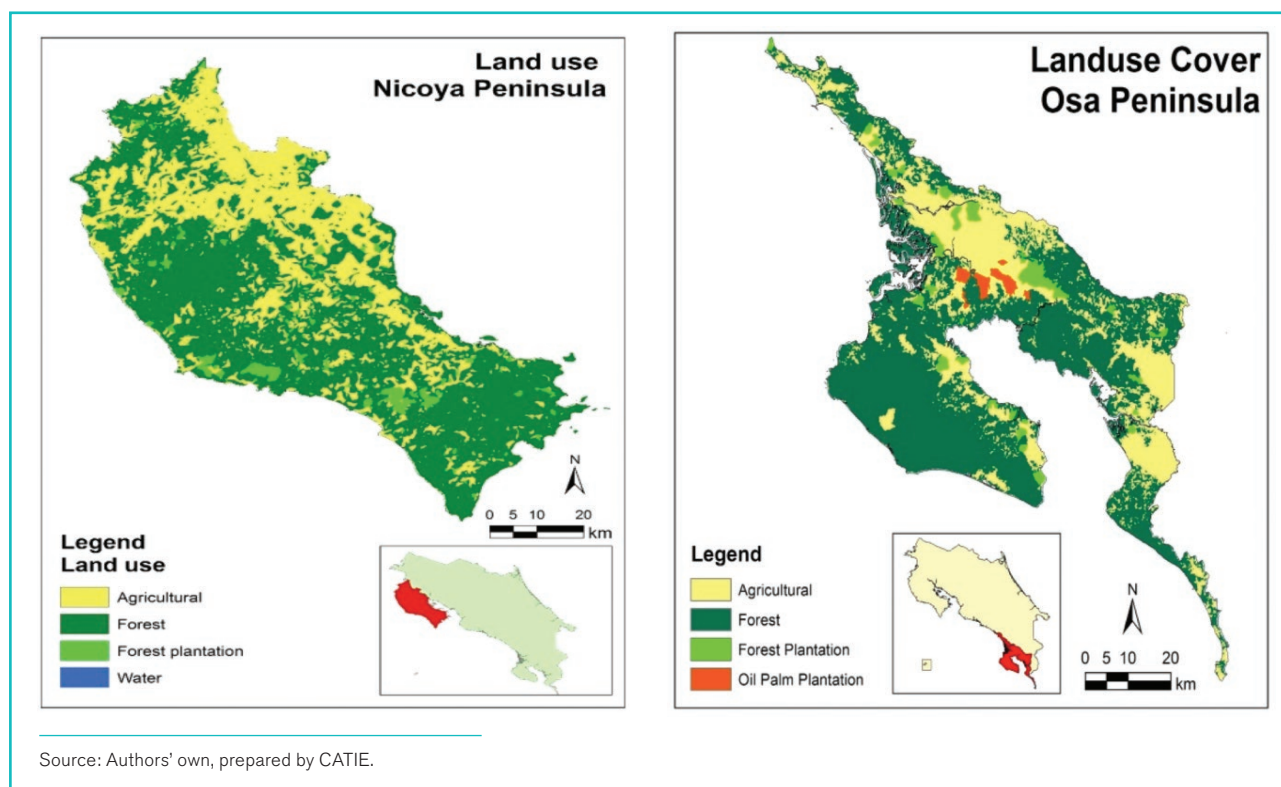 Land use
Nicoya Peninsula
N
0 5 10 20
km
Legend
Land use
Agricultural
Forest
Forest plantation
Water
Landuse Cover
Osa Peninsula
Legend
Agricultural
Forest
Forest Plantation
Oil Palm Plantation
N
0 5 10 20
km
Source: Authors’ own, prepared by CATIE.